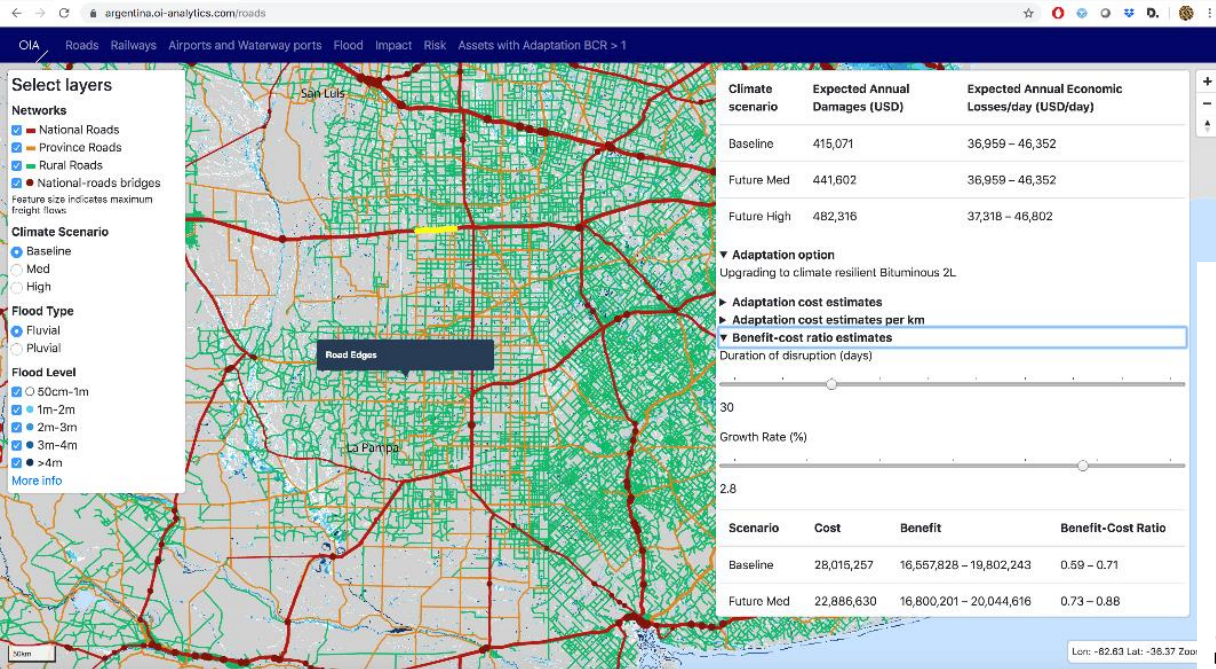 argentina.oi-analytics.com/roads
D.
OIA Roads Railways Airports and Waterway ports Flood Impact Risk Assets with Adaptation BCR > 1
Select layers
Networks
National Roads
Province Roads
Rural Roads
National-roads bridges
Feature size indicates maximum
freight flows
Climate Scenario
Baseline
Med
High
Flood Type
Fluvial
Pluvial
Flood Level
50cm-1m
1m-2m
2m-3m
3m-4m
>4m
More info
San Luis
Road Edges
La Pampa
50km
Climate scenario Expected Annual Damages (USD) Expected Annual Economic Losses/day (USD/day)
Baseline 415,071 36,959 – 46,352
Future Med 441,602 36,959 – 46,352
Future High 482,316 37,318 – 46,802
▼ Adaptation option
Upgrading to climate resilient Bituminous 2L
▶ Adaptation cost estimates
▶ Adaptation cost estimates per km
▼ Benefit-cost ratio estimates
Duration of disruption (days)
30
Growth Rate (%)
2.8
Scenario Cost Benefit Benefit-Cost Ratio
Baseline 28,015,257 16,557,828 – 19,802,243 0.59 – 0.71
Future Med 22,886,630 16,800,201 – 20,044,616 0.73 – 0.88
+
−
Lon: -62.63 Lat: -36.37 Zoo